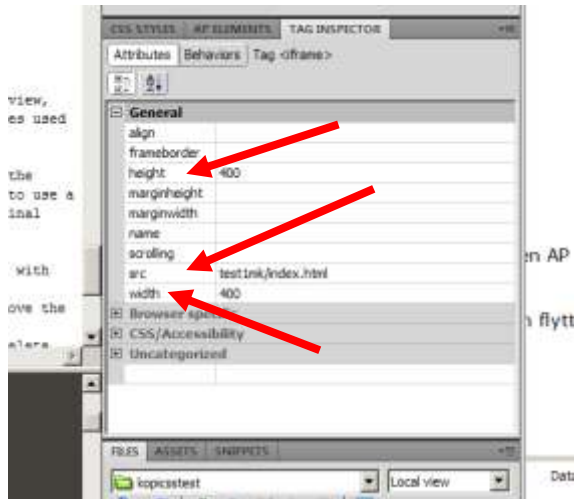 CSS STYLES AP ELEMENTS TAG INSPECTOR
Attributes Behaviors Tag <iframe>
view,
es used
the
to use a
inal
with
ove the
General
align
frameborder
height 400
marginheight
marginwidth
name
scrolling
src test1mk/index.html
width 400
Browser specific
CSS/Accessibility
Uncategorized
en AP
flytt
FILES ASSETS SNIPPETS
kopicsstest Local view
Data